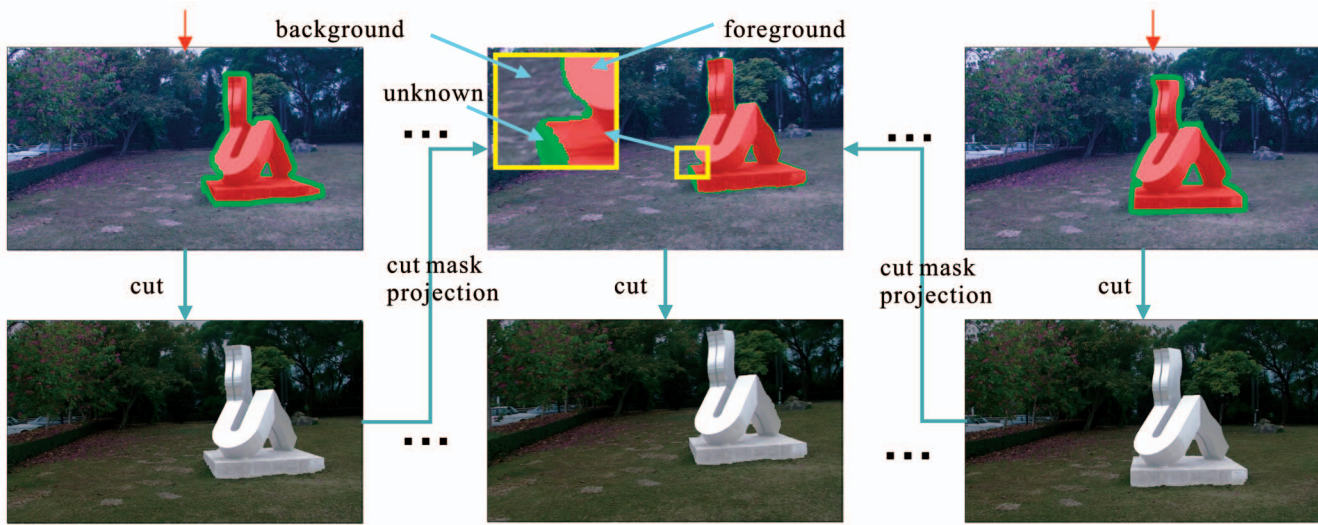 background
foreground
unknown
cut
cut mask
projection
cut
cut mask
projection
cut